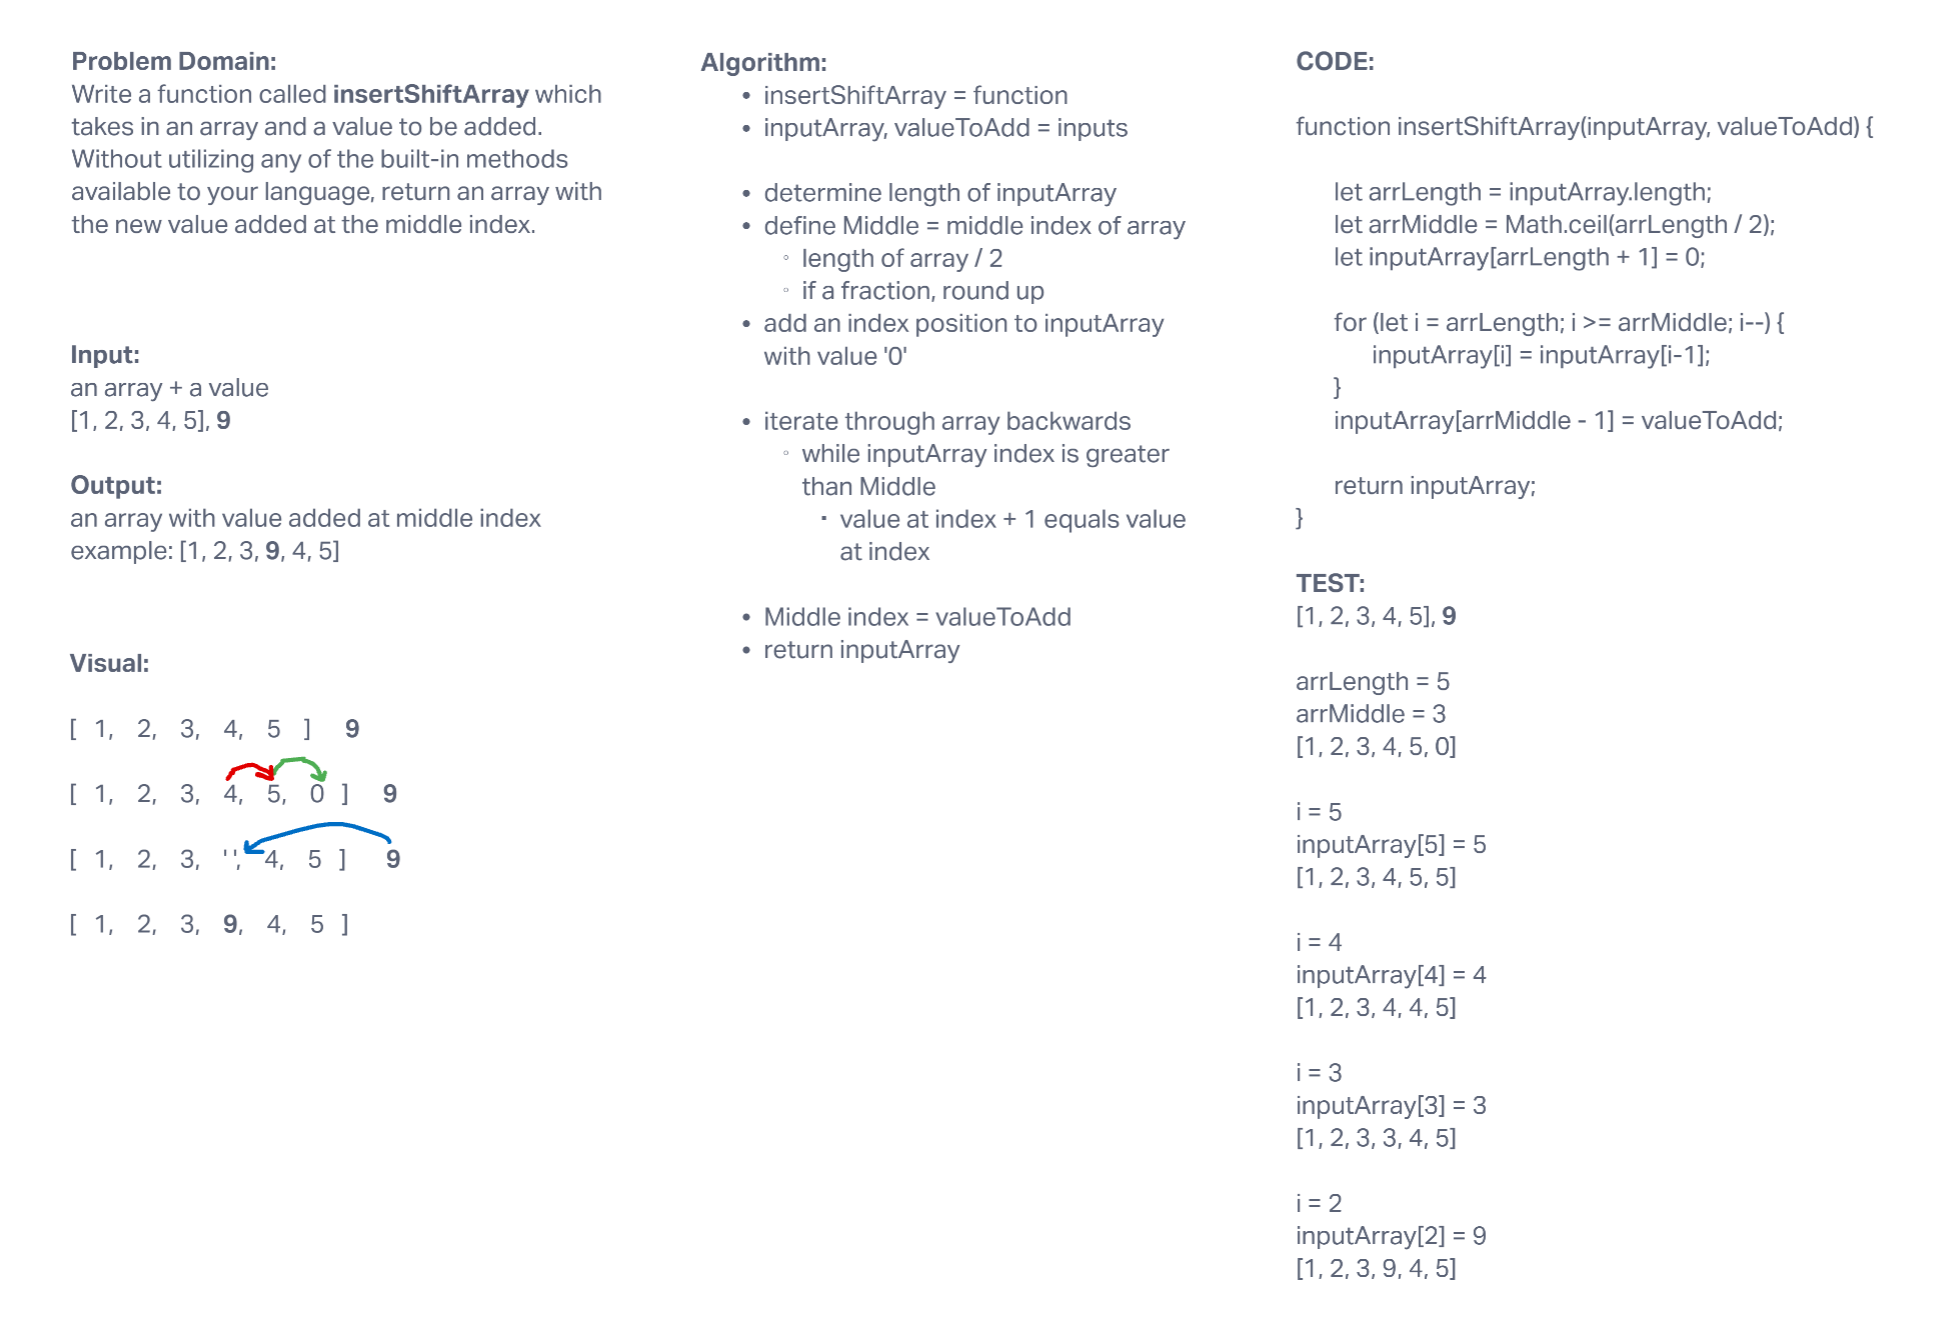 Problem Domain:
Write a function called insertShiftArray which
takes in an array and a value to be added.
Without utilizing any of the built-in methods
available to your language, return an array with
the new value added at the middle index.
Input:
an array + a value
[1, 2, 3, 4, 5], 9
Output:
an array with value added at middle index
example: [1, 2, 3, 9, 4, 5]
Visual:
[ 1, 2, 3, 4, 5 ] 9
[ 1, 2, 3, 4, 5, 0 ] 9
[ 1, 2, 3, ' ', 4, 5 ] 9
[ 1, 2, 3, 9, 4, 5 ]
Algorithm:
• insertShiftArray = function
• inputArray, valueToAdd = inputs
• determine length of inputArray
• define Middle = middle index of array
◦ length of array / 2
◦ if a fraction, round up
• add an index position to inputArray
with value '0'
• iterate through array backwards
◦ while inputArray index is greater
than Middle
▪ value at index + 1 equals value
at index
• Middle index = valueToAdd
• return inputArray
CODE:
function insertShiftArray(inputArray, valueToAdd) {
let arrLength = inputArray.length;
let arrMiddle = Math.ceil(arrLength / 2);
let inputArray[arrLength + 1] = 0;
for (let i = arrLength; i >= arrMiddle; i--) {
inputArray[i] = inputArray[i-1];
}
inputArray[arrMiddle - 1] = valueToAdd;
return inputArray;
}
TEST:
[1, 2, 3, 4, 5], 9
arrLength = 5
arrMiddle = 3
[1, 2, 3, 4, 5, 0]
i = 5
inputArray[5] = 5
[1, 2, 3, 4, 5, 5]
i = 4
inputArray[4] = 4
[1, 2, 3, 4, 4, 5]
i = 3
inputArray[3] = 3
[1, 2, 3, 3, 4, 5]
i = 2
inputArray[2] = 9
[1, 2, 3, 9, 4, 5]